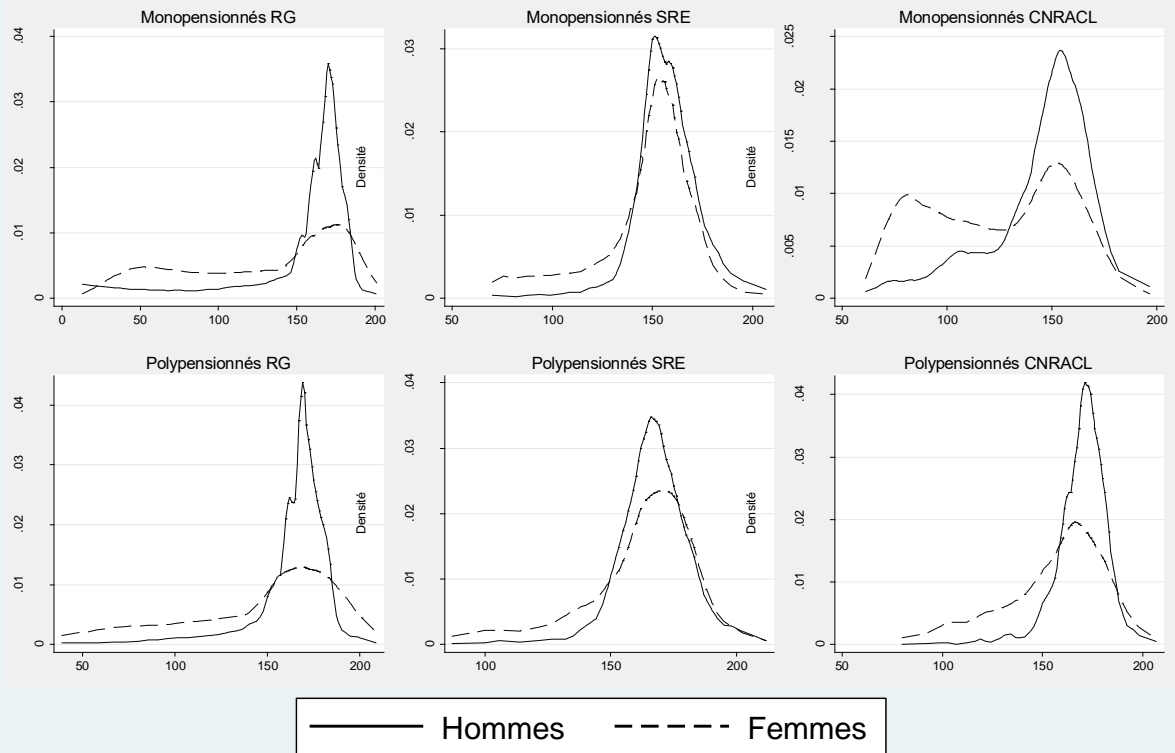 Monopensionnés RG
Monopensionnés SRE
Monopensionnés CNRACL
.04
.03
.02
.01
0
0 50 100 150 200
Densité
.03
.02
.01
0
50 100 150 200
Densité
.025
.02
.015
.01
.005
0
50 100 150 200
Polypensionnés RG
Polypensionnés SRE
Polypensionnés CNRACL
.04
.03
.02
.01
0
50 100 150 200
Densité
.04
.03
.02
.01
0
100 150 200
Densité
.04
.03
.02
.01
0
50 100 150 200
Hommes Femmes